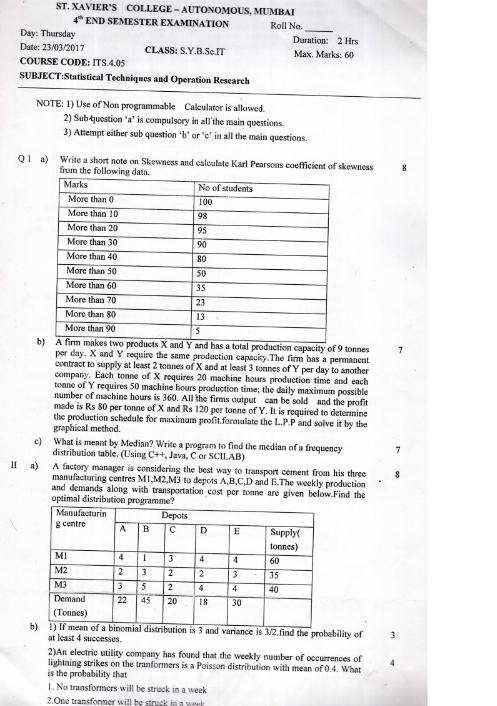 ST. XAVIER'S COLLEGE – AUTONOMOUS, MUMBAI
4th END SEMESTER EXAMINATION Roll No. ______
Day: Thursday Duration: 2 Hrs
Date: 23/03/2017 CLASS: S.Y.B.Sc.IT Max. Marks: 60
COURSE CODE: ITS.4.05
SUBJECT:Statistical Techniques and Operation Research
NOTE: 1) Use of Non programmable Calculator is allowed.
2) Sub question 'a' is compulsory in all the main questions.
3) Attempt either sub question 'b' or 'c' in all the main questions.
Q 1 a) Write a short note on Skewness and calculate Karl Pearsons coefficient of skewness 8
from the following data.
Marks No of students
More than 0 100
More than 10 98
More than 20 95
More than 30 90
More than 40 80
More than 50 50
More than 60 35
More than 70 23
More than 80 13
More than 90 5
b) A firm makes two products X and Y and has a total production capacity of 9 tonnes 7
per day. X and Y require the same production capacity.The firm has a permanent
contract to supply at least 2 tonnes of X and at least 3 tonnes of Y per day to another
company. Each tonne of X requires 20 machine hours production time and each
tonne of Y requires 50 machine hours production time; the daily maximum possible
number of machine hours is 360. All the firms output can be sold and the profit
made is Rs 80 per tonne of X and Rs 120 per tonne of Y. It is required to determine
the production schedule for maximum profit.formulate the L.P.P and solve it by the
graphical method.
c) What is meant by Median? Write a program to find the median of a frequency 7
distribution table. (Using C++, Java, C or SCILAB)
II a) A factory manager is considering the best way to transport cement from his three 8
manufacturing centres M1,M2,M3 to depots A,B,C,D and E.The weekly production
and demands along with transportation cost per tonne are given below.Find the
optimal distribution programme?
Manufacturin Depots
g centre A B C D E Supply(
tonnes)
M1 4 1 3 4 4 60
M2 2 3 2 2 3 35
M3 3 5 2 4 4 40
Demand 22 45 20 18 30
(Tonnes)
b) 1) If mean of a binomial distribution is 3 and variance is 3/2.find the probability of 3
at least 4 successes.
2)An electric utility company has found that the weekly number of occurrences of
lightning strikes on the tranformers is a Poisson distribution with mean of 0.4. What 4
is the probability that
1. No transformers will be struck in a week
2.One transformer will be struck in a week